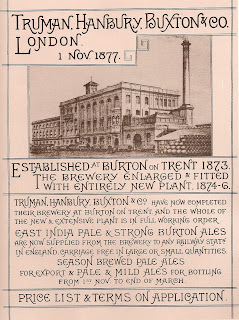 TRUMAN, HANBURY, BUXTON & CO.
LONDON.
1 NOV 1877.
ESTABLISHED AT BURTON ON TRENT 1873.
THE BREWERY ENLARGED & FITTED
WITH ENTIRELY NEW PLANT. 1874-6.
TRUMAN, HANBURY, BUXTON & CO HAVE NOW COMPLETED
THEIR BREWERY AT BURTON ON TRENT, AND THE WHOLE OF
THE NEW & EXTENSIVE PLANT IS IN FULL WORKING ORDER.
EAST INDIA PALE & STRONG BURTON ALES
ARE NOW SUPPLIED FROM THE BREWERY TO ANY RAILWAY STATN
IN ENGLAND, CARRIAGE FREE, IN LARGE OR SMALL QUANTITIES.
SEASON BREWED PALE ALES
FOR EXPORT & PALE & MILD ALES FOR BOTTLING
FROM 1ST NOV. TO END OF MARCH.
PRICE LIST & TERMS ON APPLICATION.